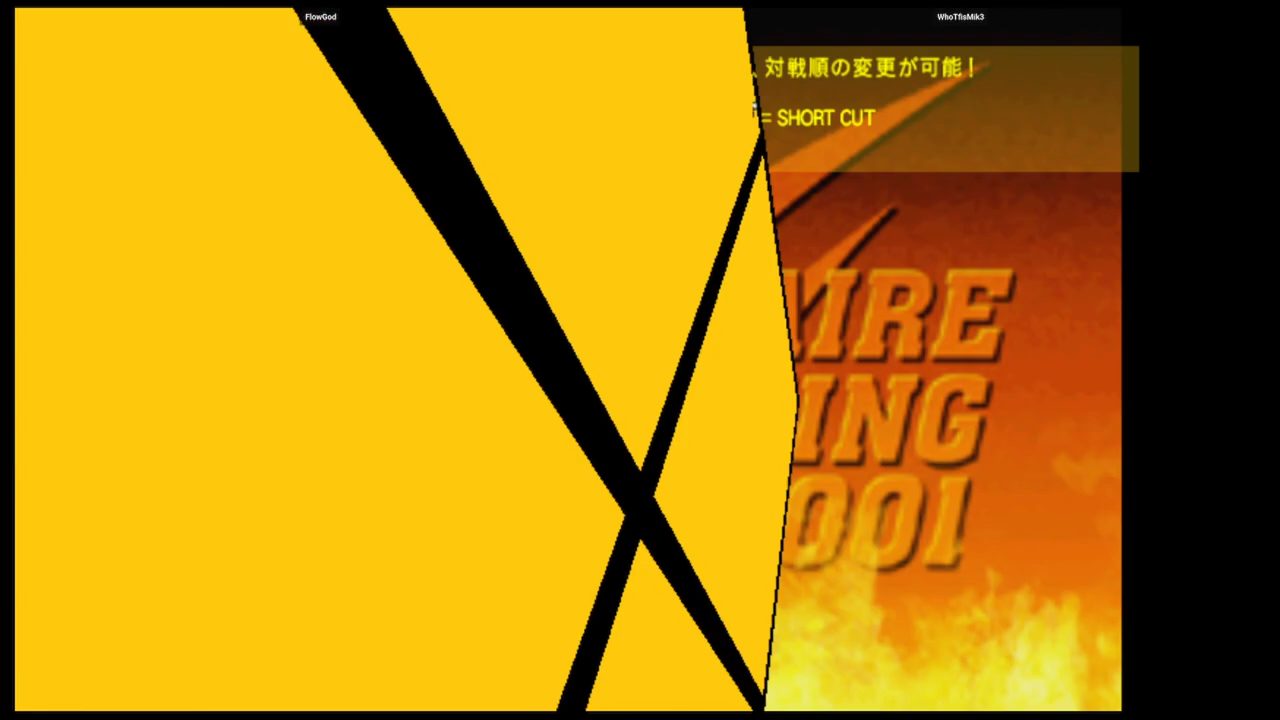 FlowGod
WhoTfisMik3
対戦順の変更が可能！
= SHORT CUT
IRE
ING
001